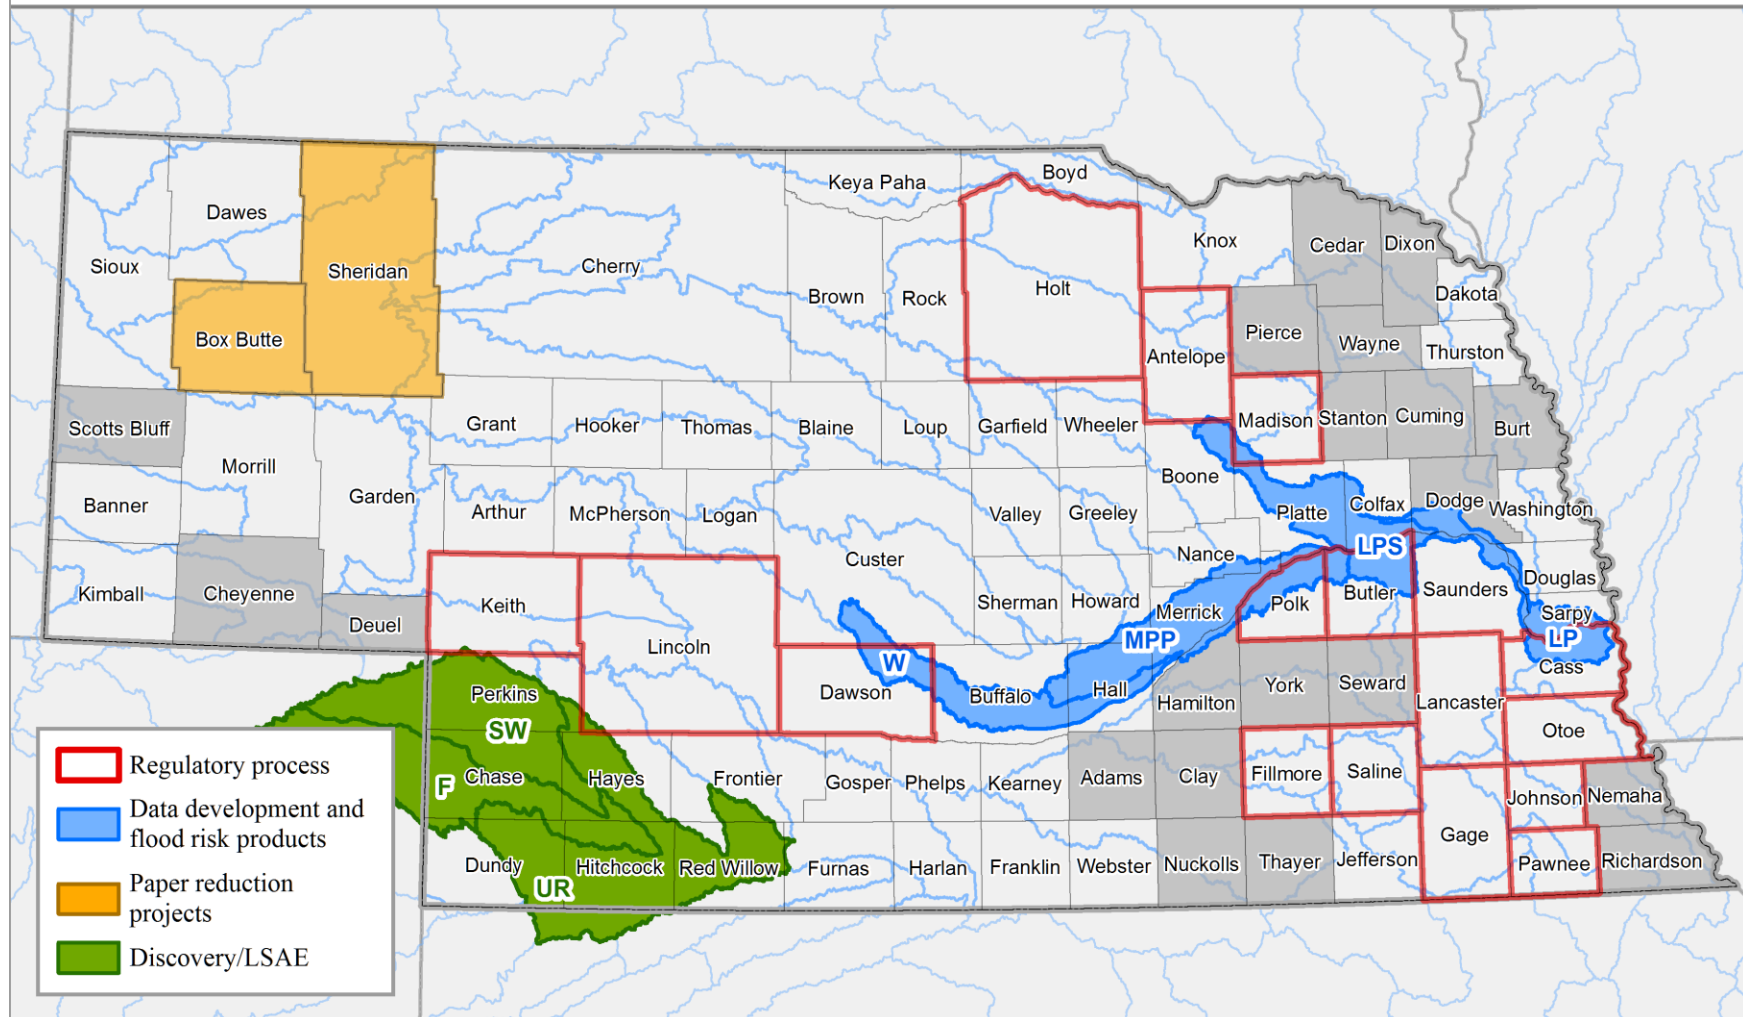 Keya Paha
Boyd
Dawes
Sioux
Sheridan
Cherry
Knox
Cedar
Dixon
Box Butte
Brown
Rock
Holt
Dakota
Pierce
Wayne
Thurston
Antelope
Scotts Bluff
Grant
Hooker
Thomas
Blaine
Loup
Garfield
Wheeler
Madison
Stanton
Cuming
Burt
Morrill
Garden
Boone
Banner
Arthur
McPherson
Logan
Valley
Greeley
Platte
Colfax
Dodge
Washington
Custer
Nance
LPS
Kimball
Cheyenne
Keith
Sherman
Howard
Merrick
Polk
Butler
Saunders
Douglas
Deuel
Lincoln
MPP
Sarpy
LP
W
Cass
Perkins
Dawson
Buffalo
Hall
Hamilton
York
Seward
Lancaster
SW
Otoe
F
Chase
Hayes
Frontier
Gosper
Phelps
Kearney
Adams
Clay
Fillmore
Saline
Johnson
Nemaha
Gage
Dundy
Hitchcock
Red Willow
Furnas
Harlan
Franklin
Webster
Nuckolls
Thayer
Jefferson
Pawnee
Richardson
UR
Regulatory process
Data development and
flood risk products
Paper reduction
projects
Discovery/LSAE